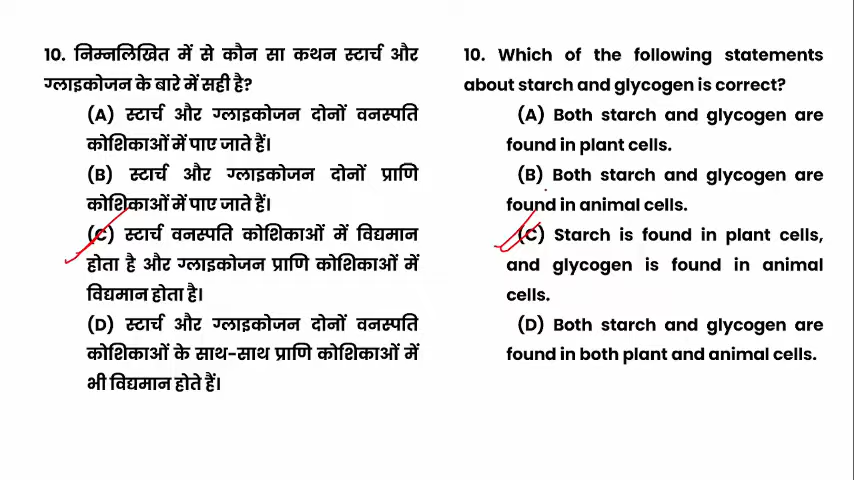 10. निम्नलिखित में से कौन सा कथन स्टार्च और
ग्लाइकोजन के बारे में सही है?
(A) स्टार्च और ग्लाइकोजन दोनों वनस्पति
कोशिकाओं में पाए जाते हैं।
(B) स्टार्च और ग्लाइकोजन दोनों प्राणि
कोशिकाओं में पाए जाते हैं।
(C) स्टार्च वनस्पति कोशिकाओं में विद्यमान
होता है और ग्लाइकोजन प्राणि कोशिकाओं में
विद्यमान होता है।
(D) स्टार्च और ग्लाइकोजन दोनों वनस्पति
कोशिकाओं के साथ-साथ प्राणि कोशिकाओं में
भी विद्यमान होते हैं।
10. Which of the following statements
about starch and glycogen is correct?
(A) Both starch and glycogen are
found in plant cells.
(B) Both starch and glycogen are
found in animal cells.
(C) Starch is found in plant cells,
and glycogen is found in animal
cells.
(D) Both starch and glycogen are
found in both plant and animal cells.